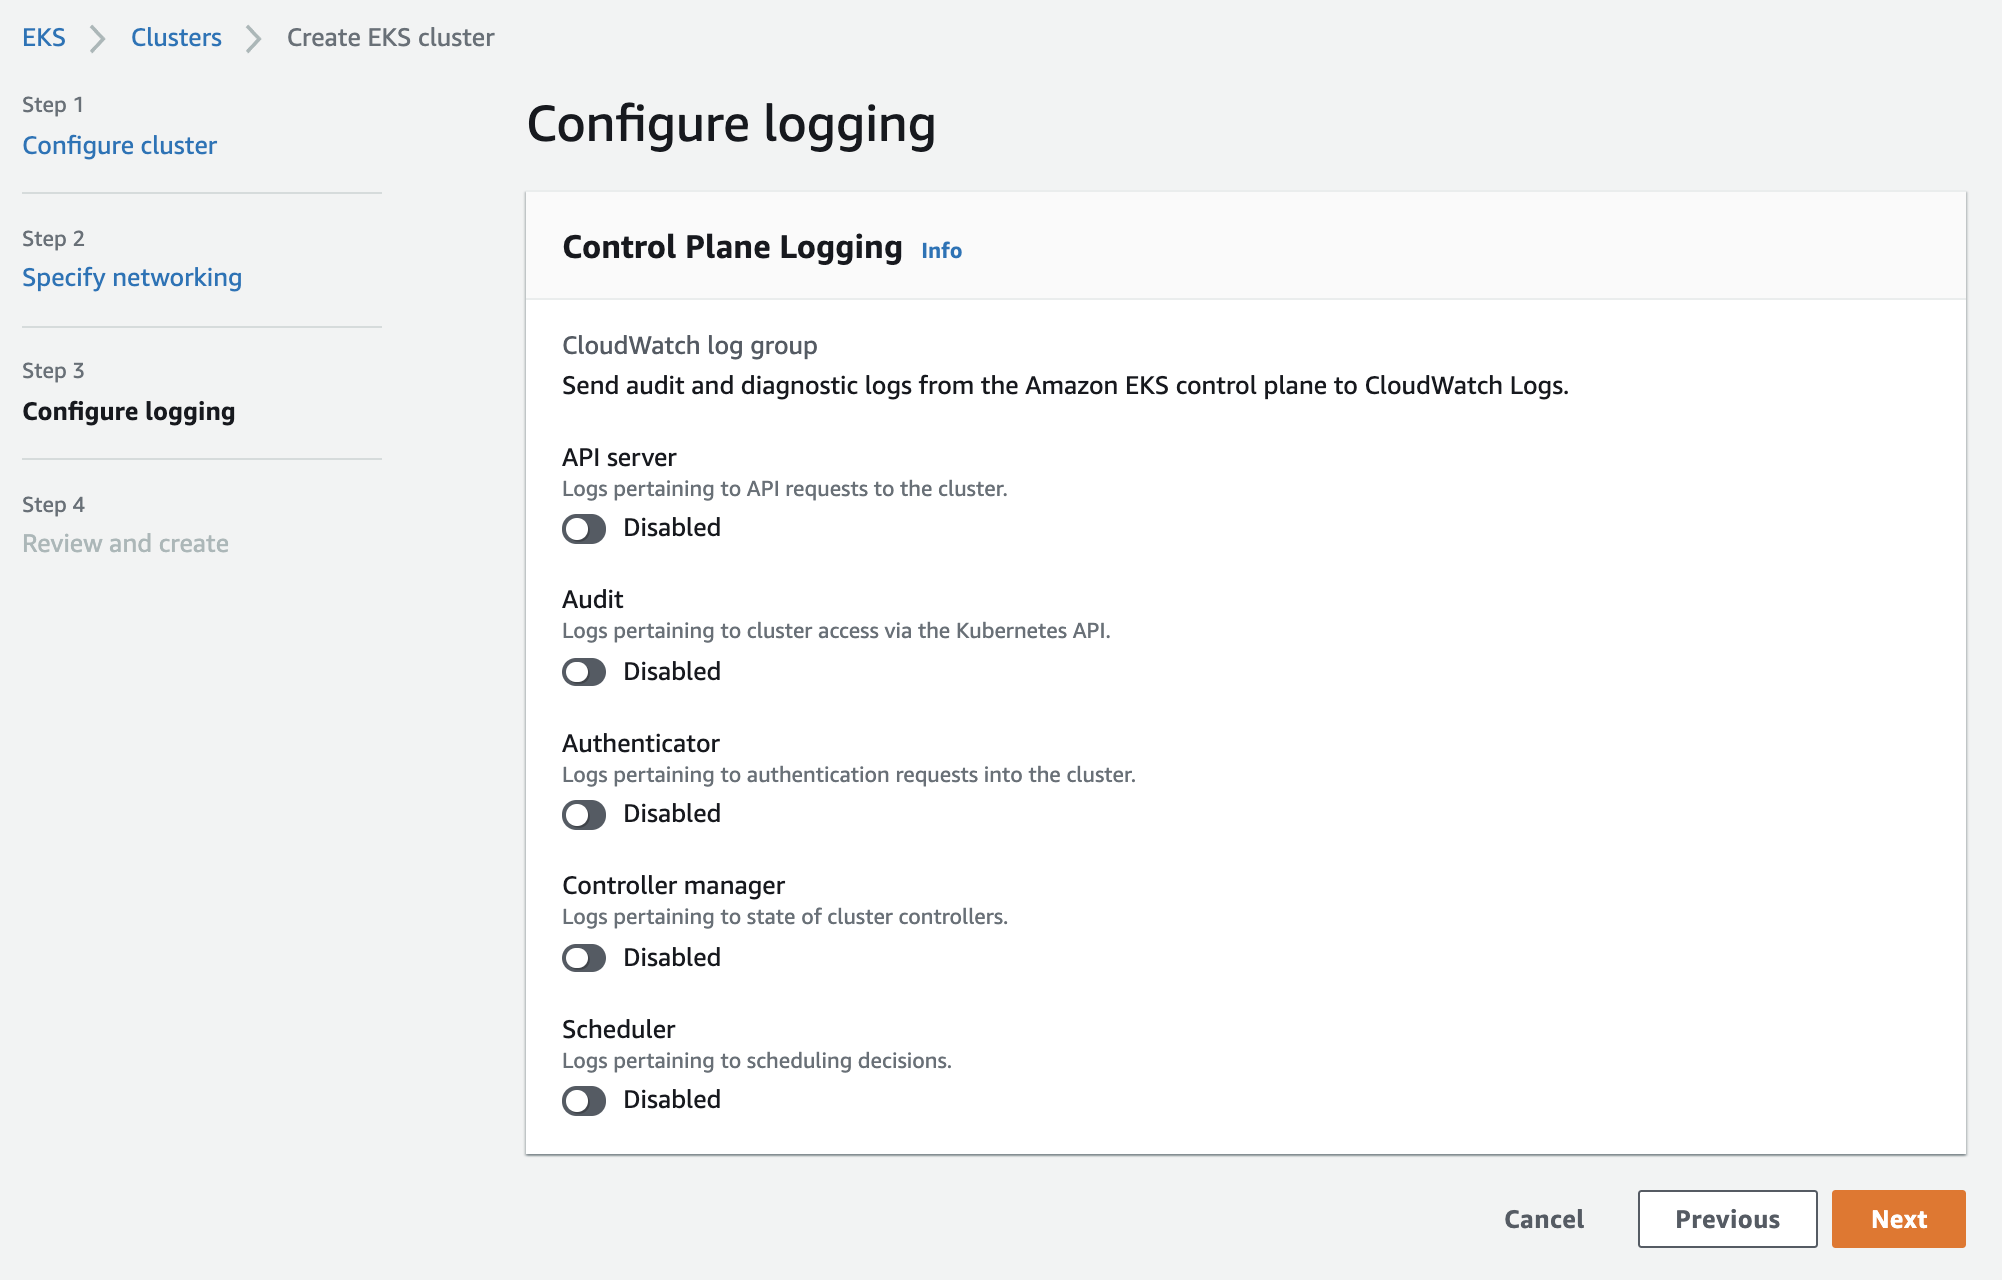 EKS
Clusters
Create EKS cluster
Step 1
Configure cluster
Step 2
Specify networking
Step 3
Configure logging
Step 4
Review and create
Configure logging
Control Plane Logging Info
CloudWatch log group
Send audit and diagnostic logs from the Amazon EKS control plane to CloudWatch Logs.
API server
Logs pertaining to API requests to the cluster.
Disabled
Audit
Logs pertaining to cluster access via the Kubernetes API.
Disabled
Authenticator
Logs pertaining to authentication requests into the cluster.
Disabled
Controller manager
Logs pertaining to state of cluster controllers.
Disabled
Scheduler
Logs pertaining to scheduling decisions.
Disabled
Cancel
Previous
Next